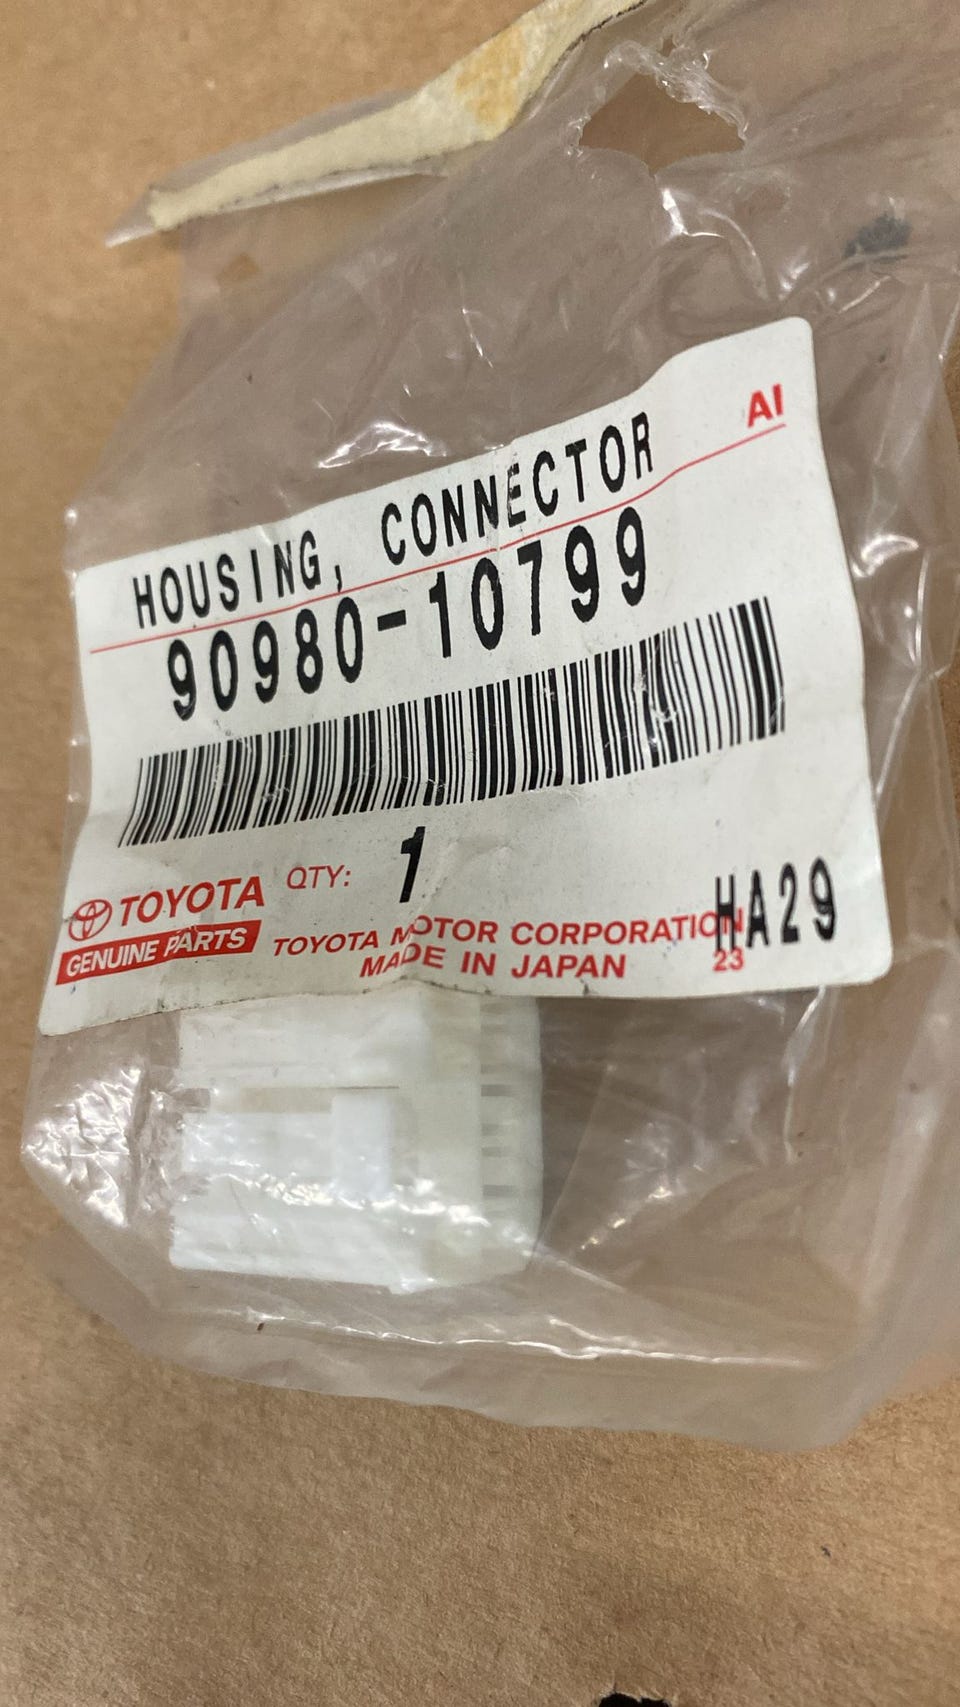 AI
HOUSING, CONNECTOR
90980-10799
TOYOTA QTY: 1
GENUINE PARTS
TOYOTA MOTOR CORPORATION HA29
MADE IN JAPAN 23